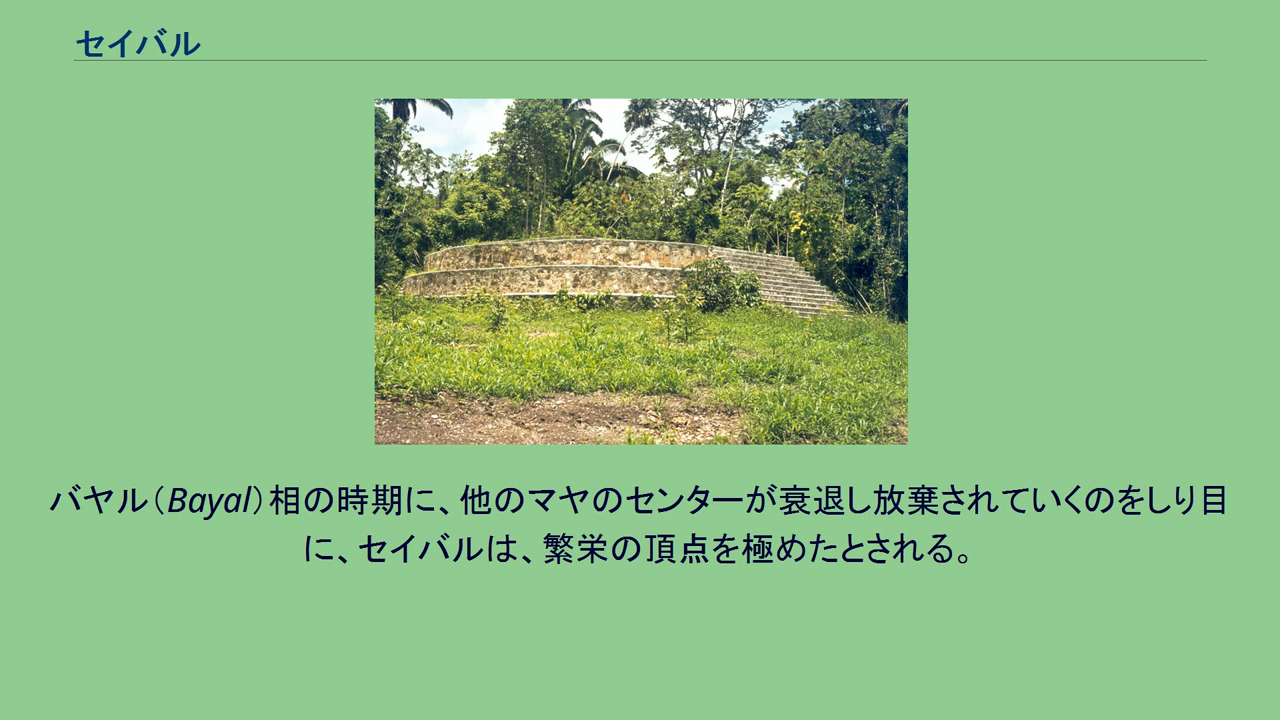 セイバル
バヤル（Bayal）相の時期に、他のマヤのセンターが衰退し放棄されていくのをしり目
に、セイバルは、繁栄の頂点を極めたとされる。